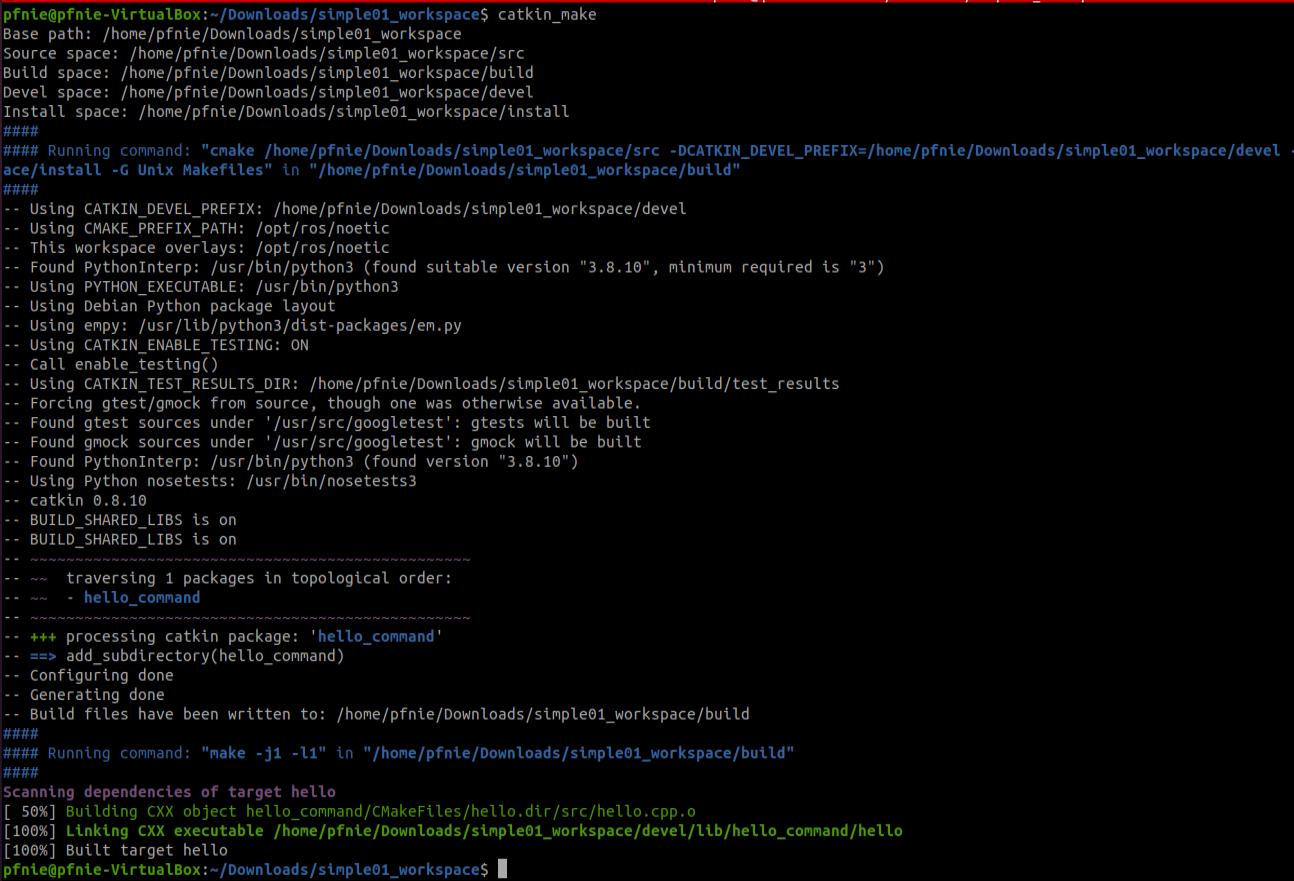 pfnie@pfnie-VirtualBox:~/Downloads/simple01_workspace$ catkin_make
Base path: /home/pfnie/Downloads/simple01_workspace
Source space: /home/pfnie/Downloads/simple01_workspace/src
Build space: /home/pfnie/Downloads/simple01_workspace/build
Devel space: /home/pfnie/Downloads/simple01_workspace/devel
Install space: /home/pfnie/Downloads/simple01_workspace/install
####
#### Running command: "cmake /home/pfnie/Downloads/simple01_workspace/src -DCATKIN_DEVEL_PREFIX=/home/pfnie/Downloads/simple01_workspace/devel -
ace/install -G Unix Makefiles" in "/home/pfnie/Downloads/simple01_workspace/build"
####
-- Using CATKIN_DEVEL_PREFIX: /home/pfnie/Downloads/simple01_workspace/devel
-- Using CMAKE_PREFIX_PATH: /opt/ros/noetic
-- This workspace overlays: /opt/ros/noetic
-- Found PythonInterp: /usr/bin/python3 (found suitable version "3.8.10", minimum required is "3")
-- Using PYTHON_EXECUTABLE: /usr/bin/python3
-- Using Debian Python package layout
-- Using empy: /usr/lib/python3/dist-packages/em.py
-- Using CATKIN_ENABLE_TESTING: ON
-- Call enable_testing()
-- Using CATKIN_TEST_RESULTS_DIR: /home/pfnie/Downloads/simple01_workspace/build/test_results
-- Forcing gtest/gmock from source, though one was otherwise available.
-- Found gtest sources under '/usr/src/googletest': gtests will be built
-- Found gmock sources under '/usr/src/googletest': gmock will be built
-- Found PythonInterp: /usr/bin/python3 (found version "3.8.10")
-- Using Python nosetests: /usr/bin/nosetests3
-- catkin 0.8.10
-- BUILD_SHARED_LIBS is on
-- BUILD_SHARED_LIBS is on
-- ~~~~~~~~~~~~~~~~~~~~~~~~~~~~~~~~~~~~~~~~~~~~~~~~~
-- ~~  traversing 1 packages in topological order:
-- ~~  - hello_command
-- ~~~~~~~~~~~~~~~~~~~~~~~~~~~~~~~~~~~~~~~~~~~~~~~~~
-- +++ processing catkin package: 'hello_command'
-- ==> add_subdirectory(hello_command)
-- Configuring done
-- Generating done
-- Build files have been written to: /home/pfnie/Downloads/simple01_workspace/build
####
#### Running command: "make -j1 -l1" in "/home/pfnie/Downloads/simple01_workspace/build"
####
Scanning dependencies of target hello
[ 50%] Building CXX object hello_command/CMakeFiles/hello.dir/src/hello.cpp.o
[100%] Linking CXX executable /home/pfnie/Downloads/simple01_workspace/devel/lib/hello_command/hello
[100%] Built target hello
pfnie@pfnie-VirtualBox:~/Downloads/simple01_workspace$